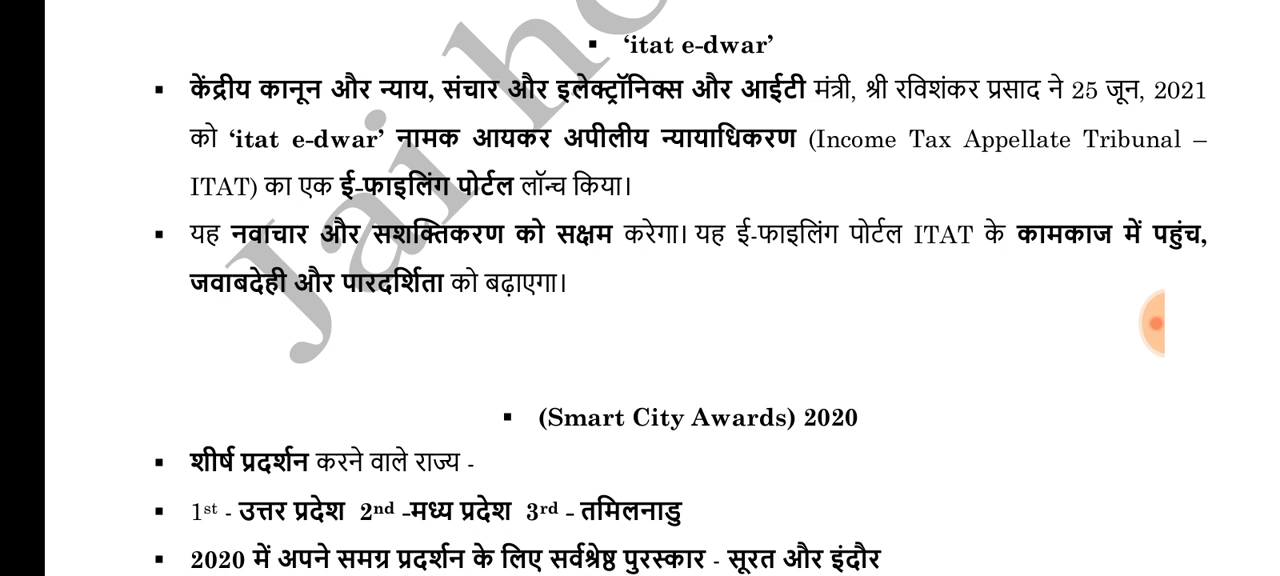 ▪ ‘itat e-dwar’
▪ केंद्रीय कानून और न्याय, संचार और इलेक्ट्रॉनिक्स और आईटी मंत्री, श्री रविशंकर प्रसाद ने 25 जून, 2021
को ‘itat e-dwar’ नामक आयकर अपीलीय न्यायाधिकरण (Income Tax Appellate Tribunal –
ITAT) का एक ई-फाइलिंग पोर्टल लॉन्च किया।
▪ यह नवाचार और सशक्तिकरण को सक्षम करेगा। यह ई-फाइलिंग पोर्टल ITAT के कामकाज में पहुंच,
जवाबदेही और पारदर्शिता को बढ़ाएगा।
▪ (Smart City Awards) 2020
▪ शीर्ष प्रदर्शन करने वाले राज्य -
▪ 1st - उत्तर प्रदेश 2nd -मध्य प्रदेश 3rd - तमिलनाडु
▪ 2020 में अपने समग्र प्रदर्शन के लिए सर्वश्रेष्ठ पुरस्कार - सूरत और इंदौर
Jai ho